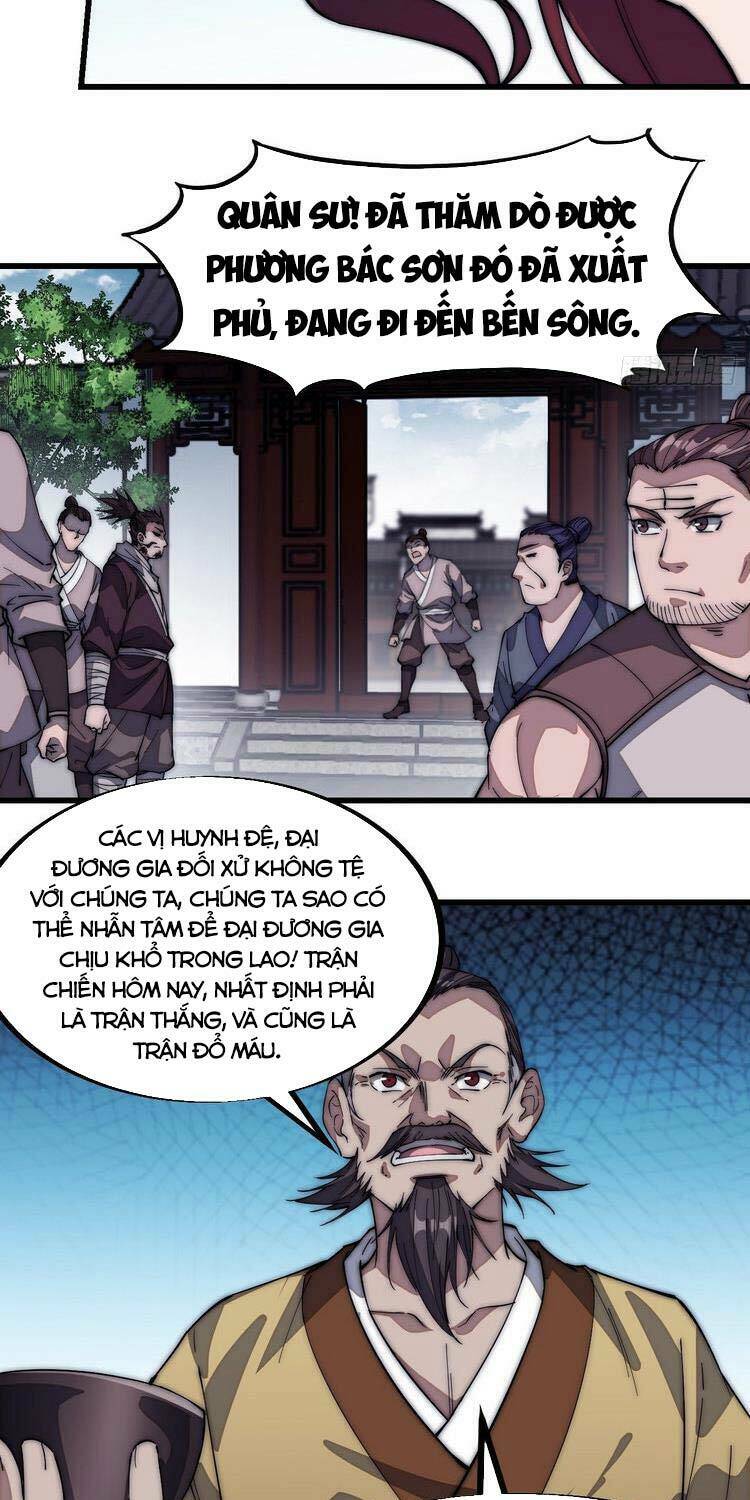 QUÂN SƯ! ĐÃ THĂM DÒ ĐƯỢC
PHƯƠNG BÁC SƠN ĐÓ ĐÃ XUẤT
PHỦ, ĐANG ĐI ĐẾN BẾN SÔNG.
CÁC VỊ HUYNH ĐỆ, ĐẠI
ĐƯƠNG GIA ĐỐI XỬ KHÔNG TỆ
VỚI CHÚNG TA, CHÚNG TA SAO CÓ
THỂ NHẪN TÂM ĐỂ ĐẠI ĐƯƠNG GIA
CHỊU KHỔ TRONG LAO! TRẬN
CHIẾN HÔM NAY, NHẤT ĐỊNH PHẢI
LÀ TRẬN THẮNG, VÀ CŨNG LÀ
TRẬN ĐỔ MÁU.